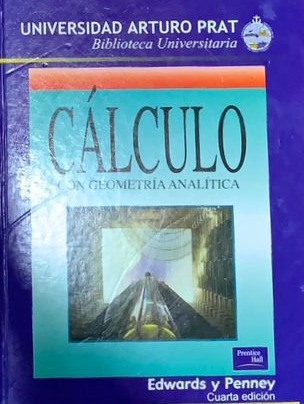 UNIVERSIDAD ARTURO PRAT
Biblioteca Universitaria
CÁLCULO
CON GEOMETRÍA ANALÍTICA
Prentice
Hall
Edwards y Penney
Cuarta edición